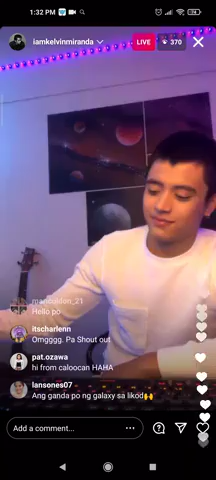 1:32 PM
iamkelvinmiranda
LIVE
370
Hello po
itscharlenn
Omgggg. Pa Shout out
pat.ozawa
hi from caloocan HAHA
lansones07
Ang ganda po ng galaxy sa likod🙌
Add a comment...